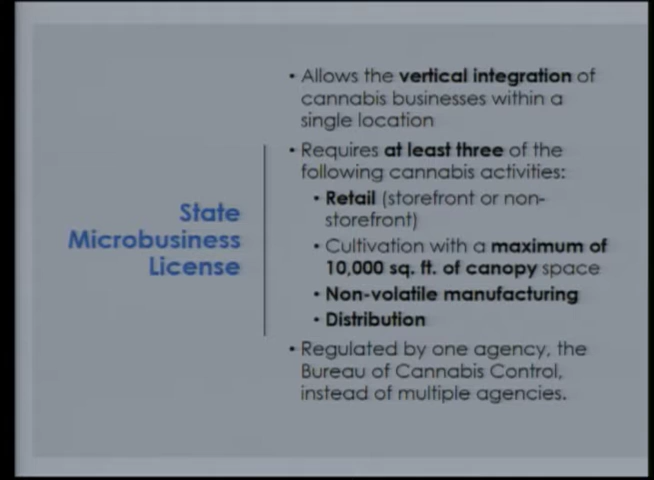 State
Microbusiness
License
• Allows the vertical integration of
cannabis businesses within a
single location
• Requires at least three of the
following cannabis activities:
• Retail (storefront or non-
storefront)
• Cultivation with a maximum of
10,000 sq. ft. of canopy space
• Non-volatile manufacturing
• Distribution
• Regulated by one agency, the
Bureau of Cannabis Control,
instead of multiple agencies.